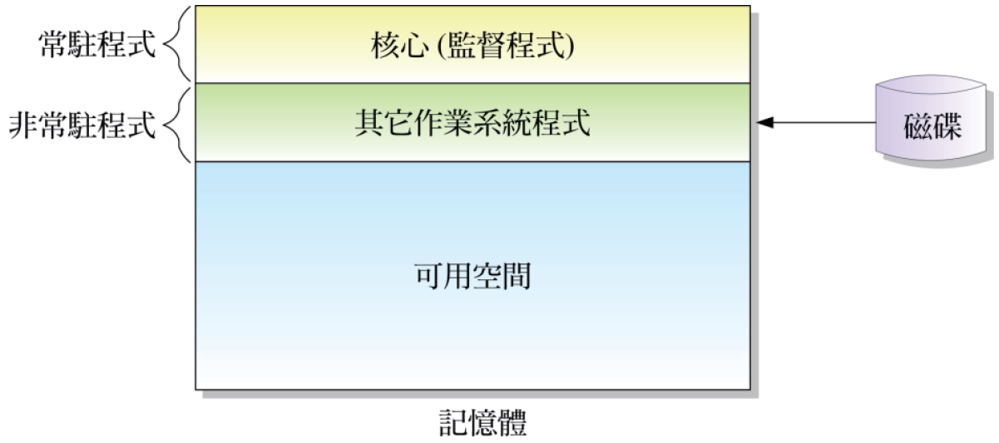 常駐程式
核心 (監督程式)
非常駐程式
其它作業系統程式
磁碟
可用空間
記憶體